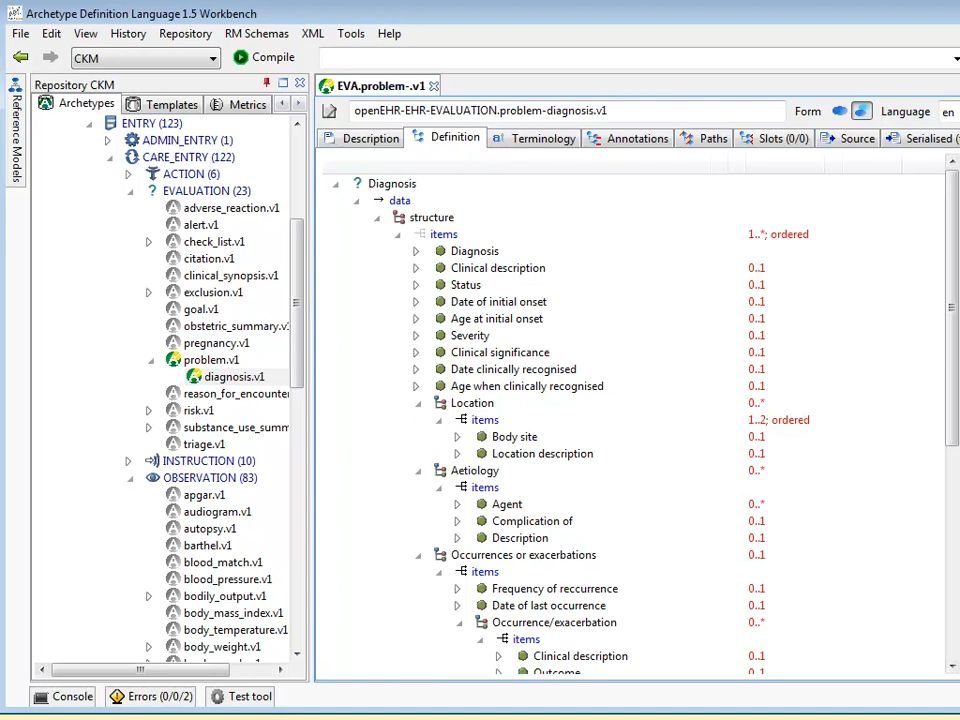 Archetype Definition Language 1.5 Workbench
File Edit View History Repository RM Schemas XML Tools Help
CKM Compile
Reference Models
Repository CKM
Archetypes Templates Metrics
ENTRY (123)
ADMIN_ENTRY (1)
CARE_ENTRY (122)
ACTION (6)
EVALUATION (23)
adverse_reaction.v1
alert.v1
check_list.v1
citation.v1
clinical_synopsis.v1
exclusion.v1
goal.v1
obstetric_summary.v1
pregnancy.v1
problem.v1
diagnosis.v1
reason_for_encounter
risk.v1
substance_use_summ
triage.v1
INSTRUCTION (10)
OBSERVATION (83)
apgar.v1
audiogram.v1
autopsy.v1
barthel.v1
blood_match.v1
blood_pressure.v1
bodily_output.v1
body_mass_index.v1
body_temperature.v1
body_weight.v1
EVA.problem-.v1
openEHR-EHR-EVALUATION.problem-diagnosis.v1 Form Language en
Description Definition Terminology Annotations Paths Slots (0/0) Source Serialised
Diagnosis
data
structure
items 1..*; ordered
Diagnosis
Clinical description 0..1
Status 0..1
Date of initial onset 0..1
Age at initial onset 0..1
Severity 0..1
Clinical significance 0..1
Date clinically recognised 0..1
Age when clinically recognised 0..1
Location 0..*
items 1..2; ordered
Body site 0..1
Location description 0..1
Aetiology 0..*
items
Agent 0..*
Complication of 0..1
Description 0..1
Occurrences or exacerbations 0..1
items
Frequency of reccurrence 0..1
Date of last occurrence 0..1
Occurrence/exacerbation 0..*
items
Clinical description 0..1
Outcome 0..1
Console Errors (0/0/2) Test tool